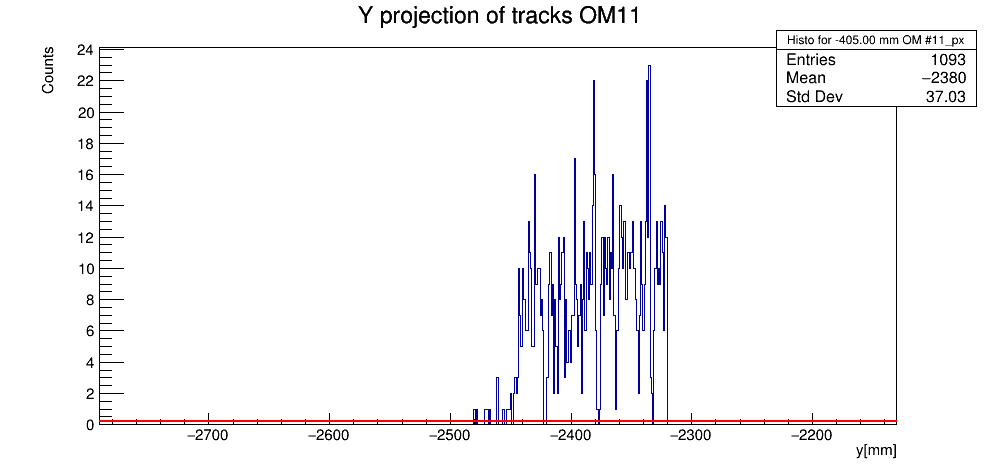 Y projection of tracks OM11
Histo for -405.00 mm OM #11_px
Entries 1093
Mean −2380
Std Dev 37.03
Counts
24
22
20
18
16
14
12
10
8
6
4
2
0
−2700 −2600 −2500 −2400 −2300 −2200
y[mm]